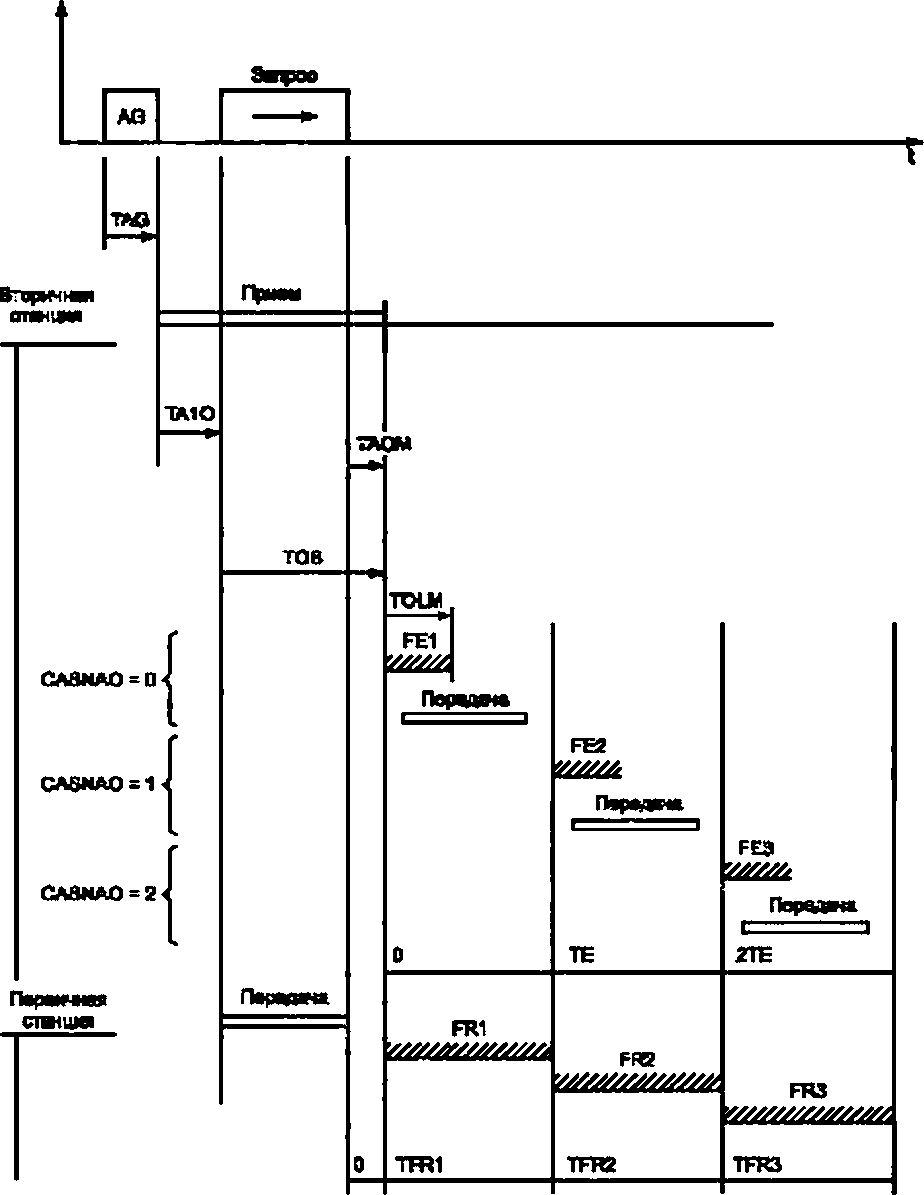 Запрос
AG
t
TAG
Вторичная
станция
Прием
TA1O
TAOM
TOB
TOLM
FE1
CASNAO = 0
Передача
FE2
CASNAO = 1
Передача
FE3
CASNAO = 2
Передача
0
TE
2TE
Первичная
станция
Передача
FR1
FR2
FR3
0
TFR1
TFR2
TFR3